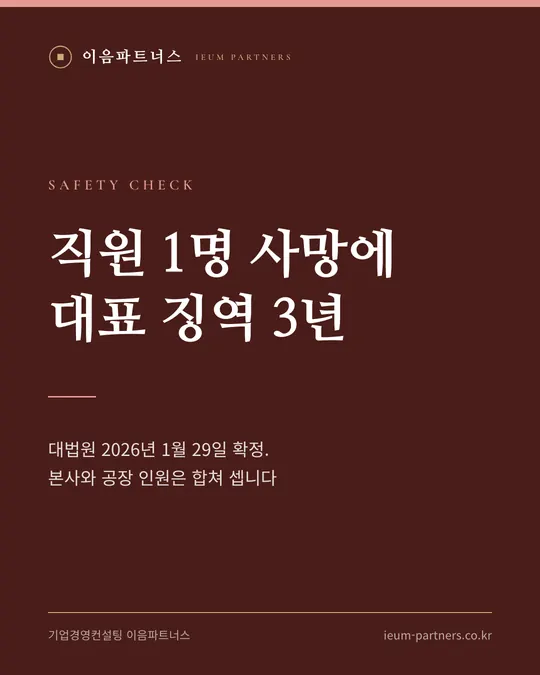 이음파트너스 IEUM PARTNERS
SAFETY CHECK
직원 1명 사망에
대표 징역 3년
대법원 2026년 1월 29일 확정.
본사와 공장 인원은 합쳐 셉니다
기업경영컨설팅 이음파트너스
ieum-partners.co.kr